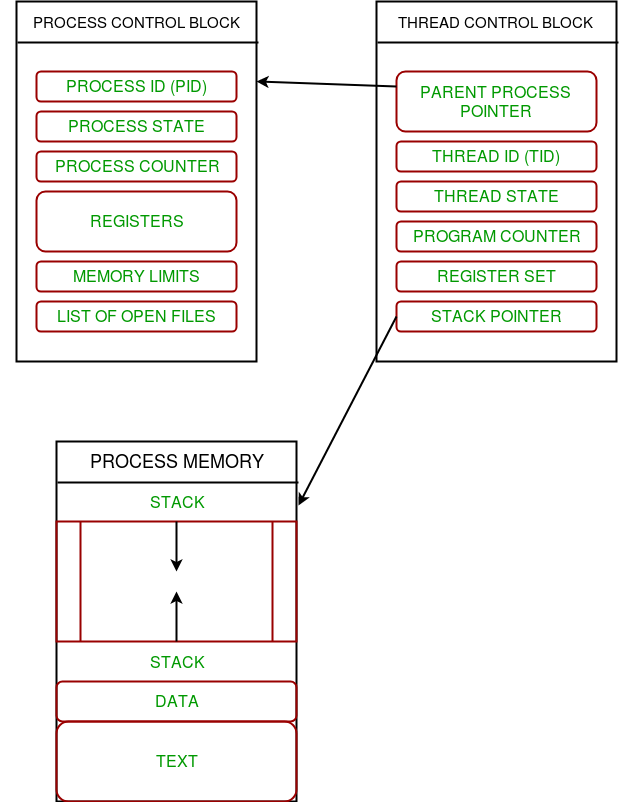 PROCESS CONTROL BLOCK
PROCESS ID (PID)
PROCESS STATE
PROCESS COUNTER
REGISTERS
MEMORY LIMITS
LIST OF OPEN FILES
THREAD CONTROL BLOCK
PARENT PROCESS
POINTER
THREAD ID (TID)
THREAD STATE
PROGRAM COUNTER
REGISTER SET
STACK POINTER
PROCESS MEMORY
STACK
STACK
DATA
TEXT